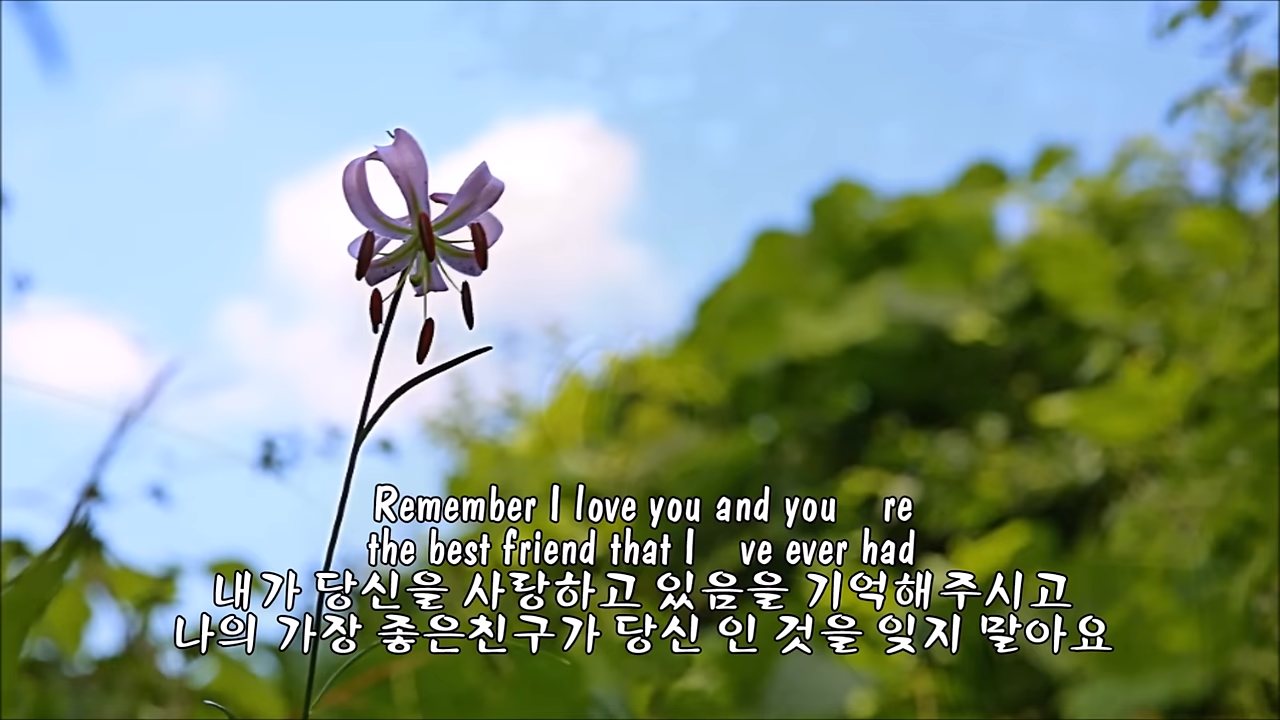 Remember I love you and you re
the best friend that I ve ever had
내가 당신을 사랑하고 있음을 기억해주시고
나의 가장 좋은친구가 당신 인 것을 잊지 말아요